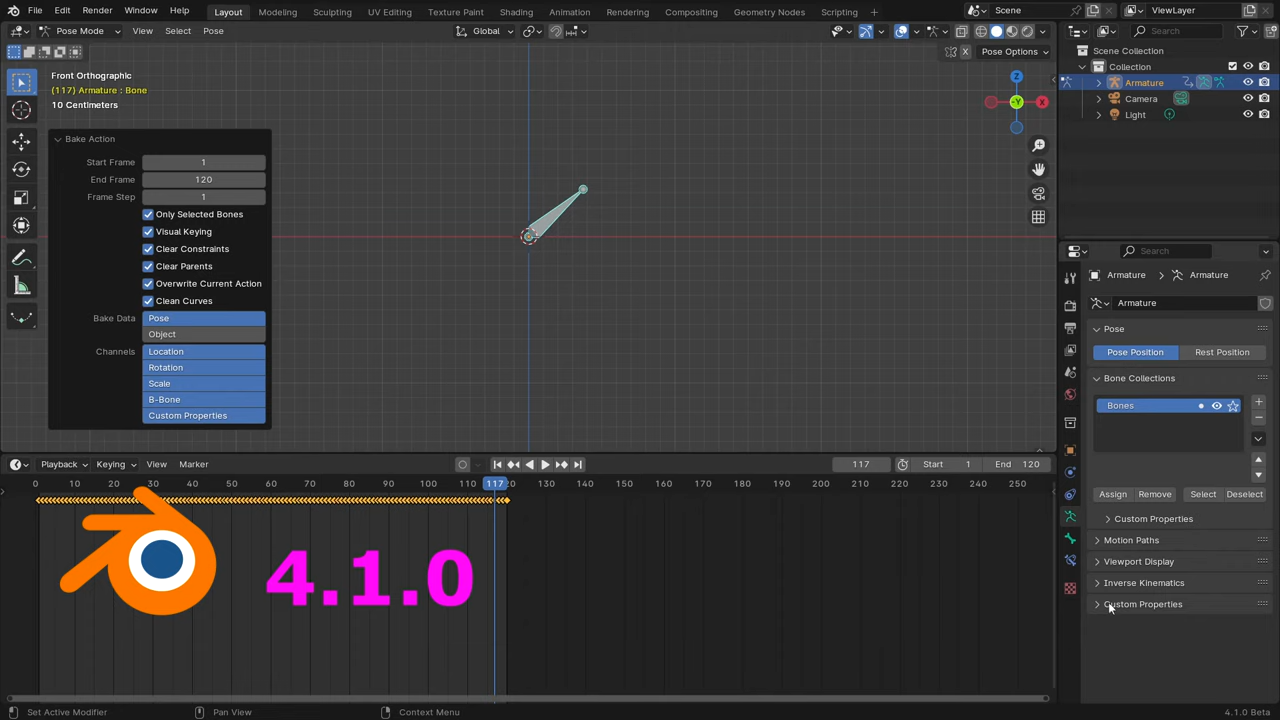 File Edit Render Window Help Layout Modeling Sculpting UV Editing Texture Paint Shading Animation Rendering Compositing Geometry Nodes Scripting Scene ViewLayer
Pose Mode View Select Pose Global Search
Pose Options
Scene Collection
Collection
Armature
Camera
Light
Front Orthographic
(117) Armature : Bone
10 Centimeters
Z
-Y
X
Bake Action
Start Frame 1
End Frame 120
Frame Step 1
Only Selected Bones
Visual Keying
Clear Constraints
Clear Parents
Overwrite Current Action
Clean Curves
Bake Data Pose
Object
Channels Location
Rotation
Scale
B-Bone
Custom Properties
Search
Armature Armature
Armature
Pose
Pose Position Rest Position
Bone Collections
Bones
Assign Remove Select Deselect
Custom Properties
Motion Paths
Viewport Display
Inverse Kinematics
Custom Properties
Playback Keying View Marker 117 Start 1 End 120
0 10 20 30 40 50 60 70 80 90 100 110 117 20 130 140 150 160 170 180 190 200 210 220 230 240 250
4.1.0
Set Active Modifier Pan View Context Menu 4.1.0 Beta